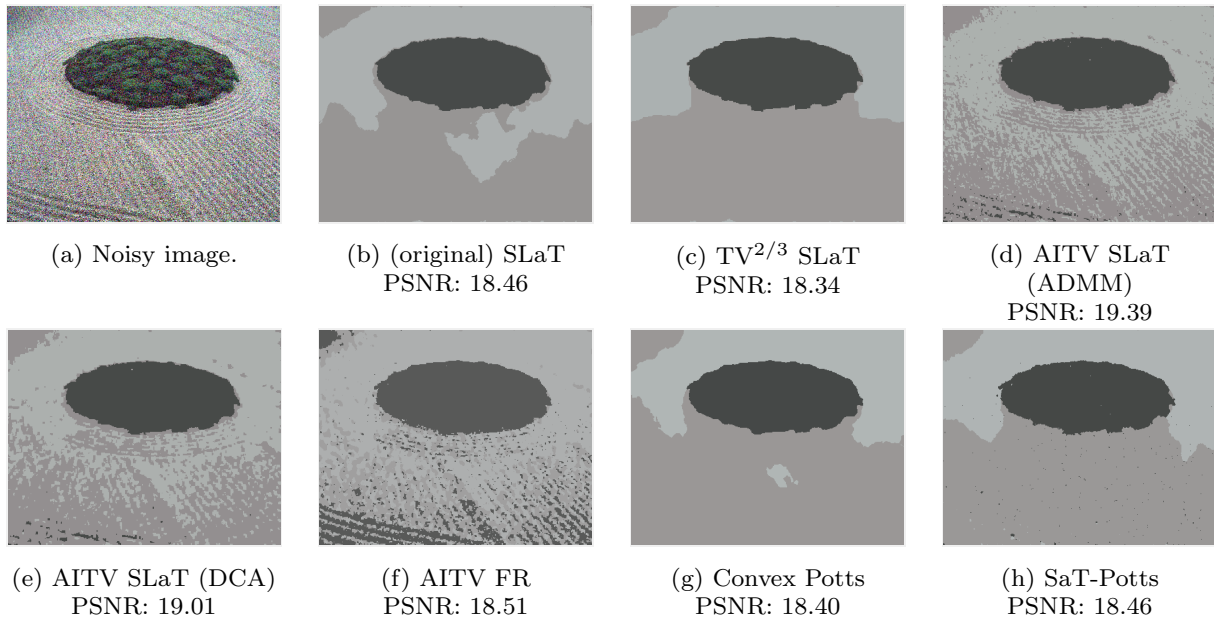 (a) Noisy image.
(b) (original) SLaT
PSNR: 18.46
(c) TV^{2/3} SLaT
PSNR: 18.34
(d) AITV SLaT
(ADMM)
PSNR: 19.39
(e) AITV SLaT (DCA)
PSNR: 19.01
(f) AITV FR
PSNR: 18.51
(g) Convex Potts
PSNR: 18.40
(h) SaT-Potts
PSNR: 18.46